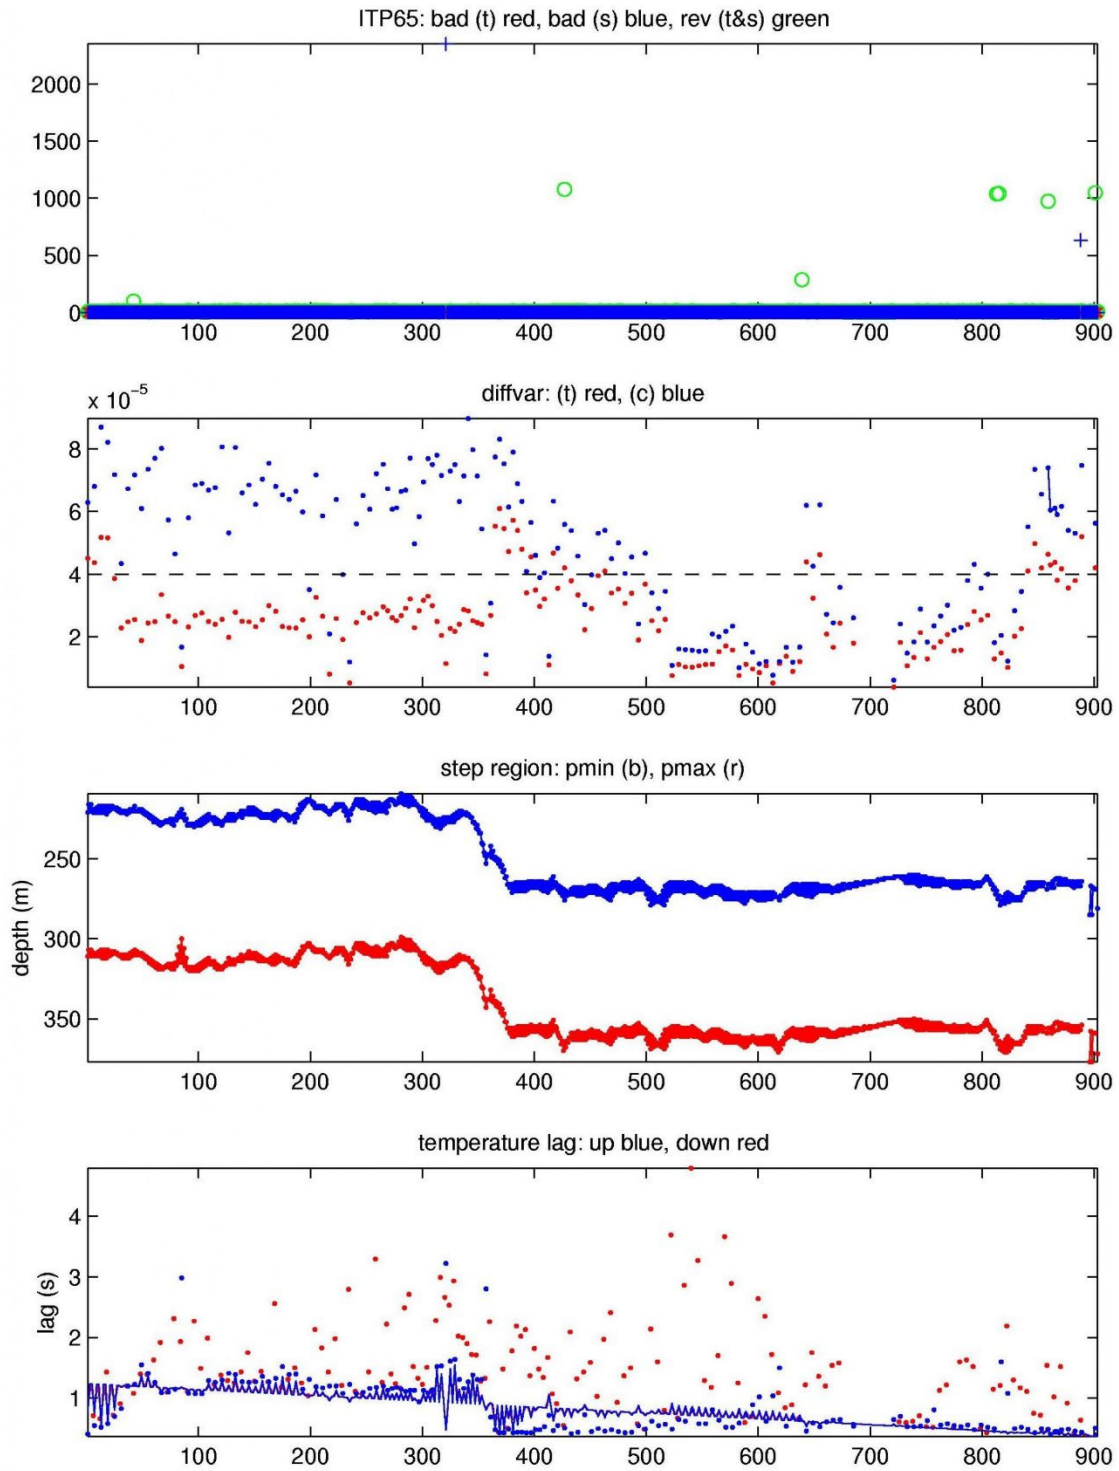 ITP65: bad (t) red, bad (s) blue, rev (t&s) green
2000
1500
1000
500
0
100 200 300 400 500 600 700 800 900
x 10⁻⁵
diffvar: (t) red, (c) blue
8
6
4
2
100 200 300 400 500 600 700 800 900
step region: pmin (b), pmax (r)
250
300
350
depth (m)
100 200 300 400 500 600 700 800 900
temperature lag: up blue, down red
4
3
2
1
lag (s)
100 200 300 400 500 600 700 800 900